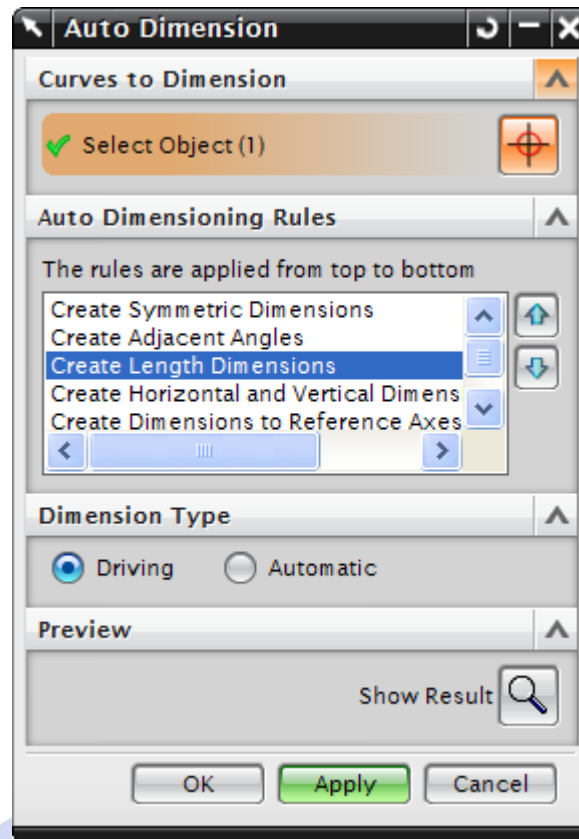 Auto Dimension
Curves to Dimension
Select Object (1)
Auto Dimensioning Rules
The rules are applied from top to bottom
Create Symmetric Dimensions
Create Adjacent Angles
Create Length Dimensions
Create Horizontal and Vertical Dimens
Create Dimensions to Reference Axes
Dimension Type
Driving Automatic
Preview
Show Result
OK Apply Cancel